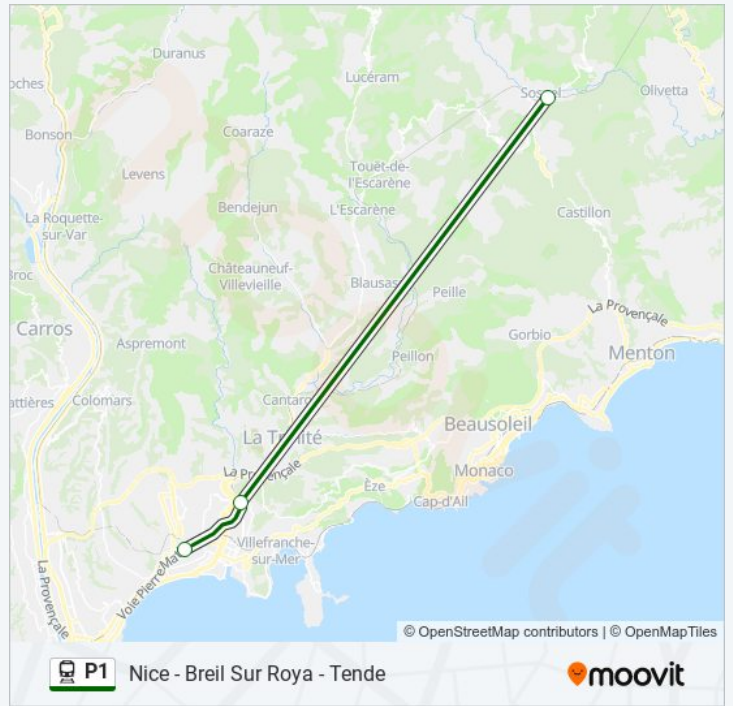 Duranus
Lucéram
oches
Sospel
Olivetta
Coaraze
Bonson
Levens
Touët-de-
l'Escarène
Bendejun
L'Escarène
Castillon
La Roquette-
sur-Var
Châteauneuf-
Villevieille
Broc
Blausas
Peille
La Provençale
Carros
Aspremont
Gorbio
Menton
Peillon
attières
Colomars
Cantaro
Beausoleil
La Trinité
La Provençale
Monaco
Èze
Cap-d'Ail
Villefranche-
sur-Mer
La Provençale
Voie Pierre Mat
© OpenStreetMap contributors | © OpenMapTiles
P1 Nice - Breil Sur Roya - Tende
moovit